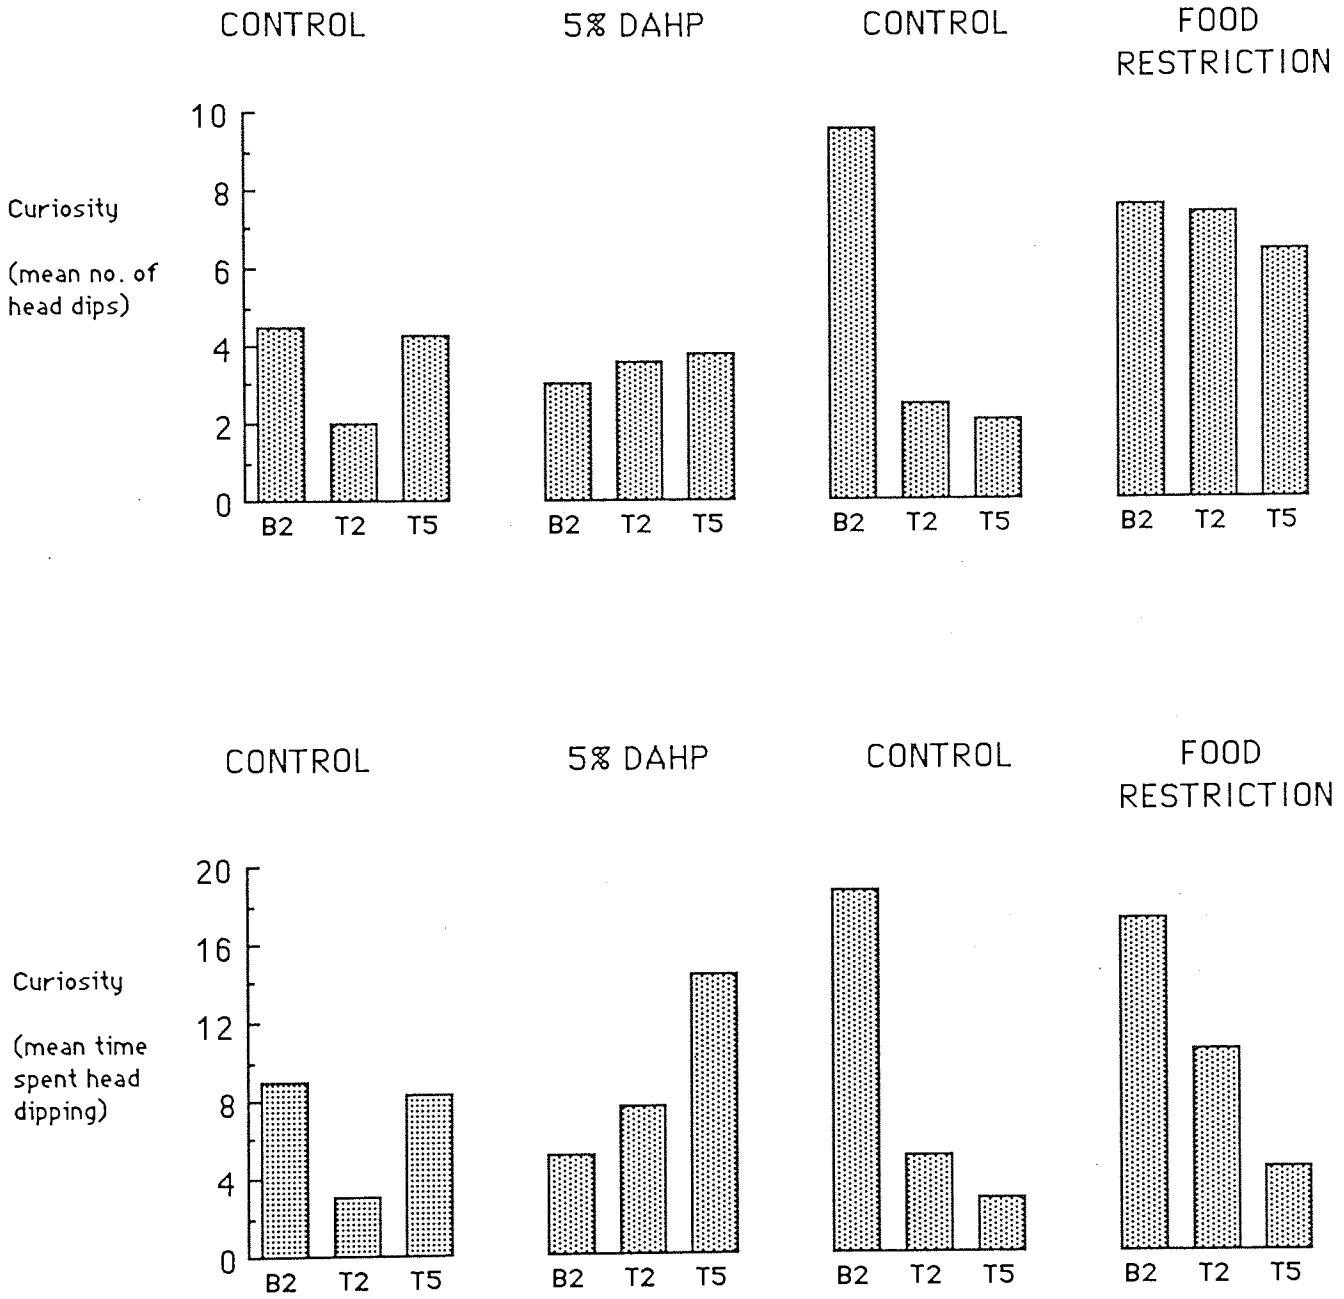 CONTROL
5% DAHP
CONTROL
FOOD
RESTRICTION
Curiosity
(mean no. of
head dips)
10
8
6
4
2
0
B2 T2 T5
B2 T2 T5
B2 T2 T5
B2 T2 T5
CONTROL
5% DAHP
CONTROL
FOOD
RESTRICTION
Curiosity
(mean time
spent head
dipping)
20
16
12
8
4
0
B2 T2 T5
B2 T2 T5
B2 T2 T5
B2 T2 T5